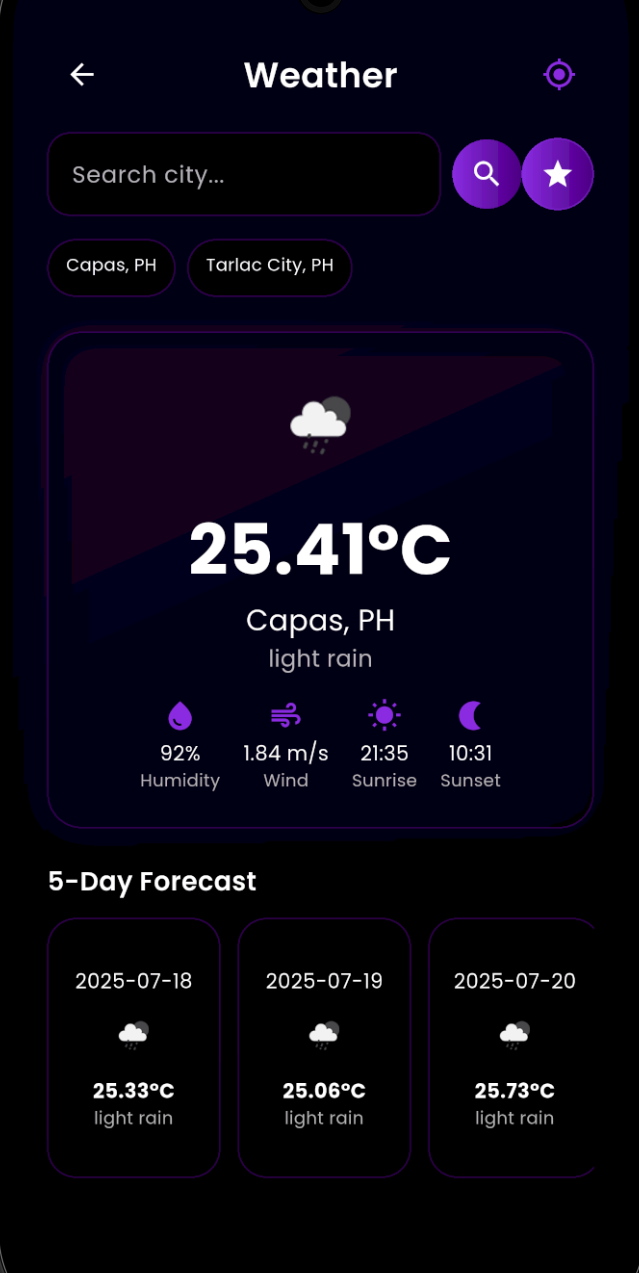 Weather
Search city...
Capas, PH Tarlac City, PH
25.41°C
Capas, PH
light rain
92% 1.84 m/s 21:35 10:31
Humidity Wind Sunrise Sunset
5-Day Forecast
2025-07-18 2025-07-19 2025-07-20
25.33°C 25.06°C 25.73°C
light rain light rain light rain